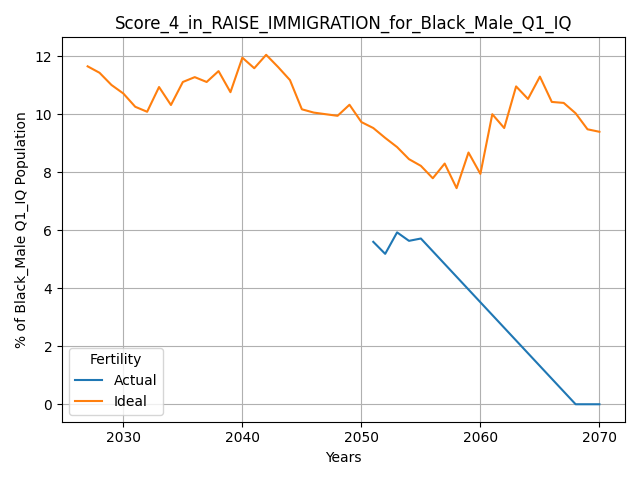 Score_4_in_RAISE_IMMIGRATION_for_Black_Male_Q1_IQ
% of Black_Male Q1_IQ Population
12
10
8
6
4
2
0
Fertility
Actual
Ideal
2030
2040
2050
2060
2070
Years